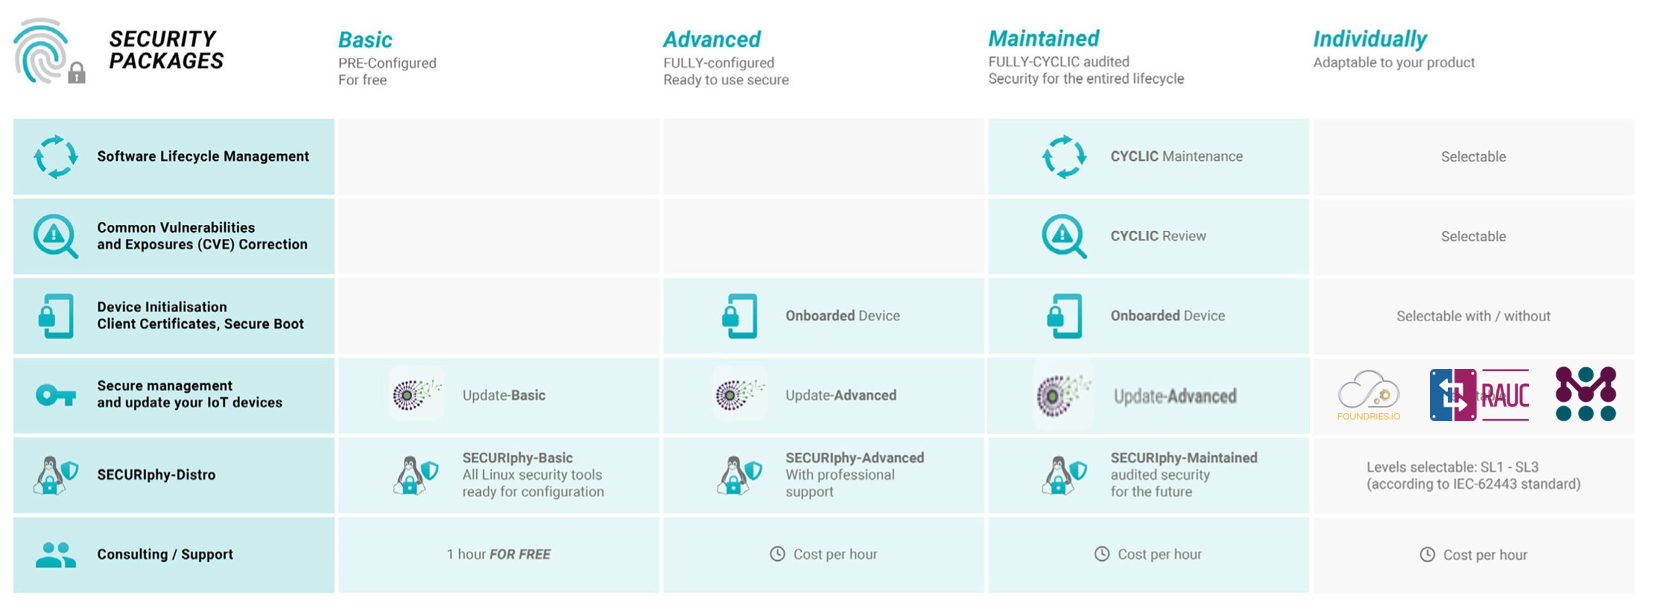 SECURITY
PACKAGES
Basic
PRE-Configured
For free
Advanced
FULLY-configured
Ready to use secure
Maintained
FULLY-CYCLIC audited
Security for the entired lifecycle
Individually
Adaptable to your product
Software Lifecycle Management
CYCLIC Maintenance
Selectable
Common Vulnerabilities
and Exposures (CVE) Correction
CYCLIC Review
Selectable
Device Initialisation
Client Certificates, Secure Boot
Onboarded Device
Onboarded Device
Selectable with / without
Secure management
and update your IoT devices
Update-Basic
Update-Advanced
Update-Advanced
FOUNDRIES.IO
RAUC
SECURIphy-Distro
SECURIphy-Basic
All Linux security tools
ready for configuration
SECURIphy-Advanced
With professional
support
SECURIphy-Maintained
audited security
for the future
Levels selectable: SL1 - SL3
(according to IEC-62443 standard)
Consulting / Support
1 hour FOR FREE
Cost per hour
Cost per hour
Cost per hour